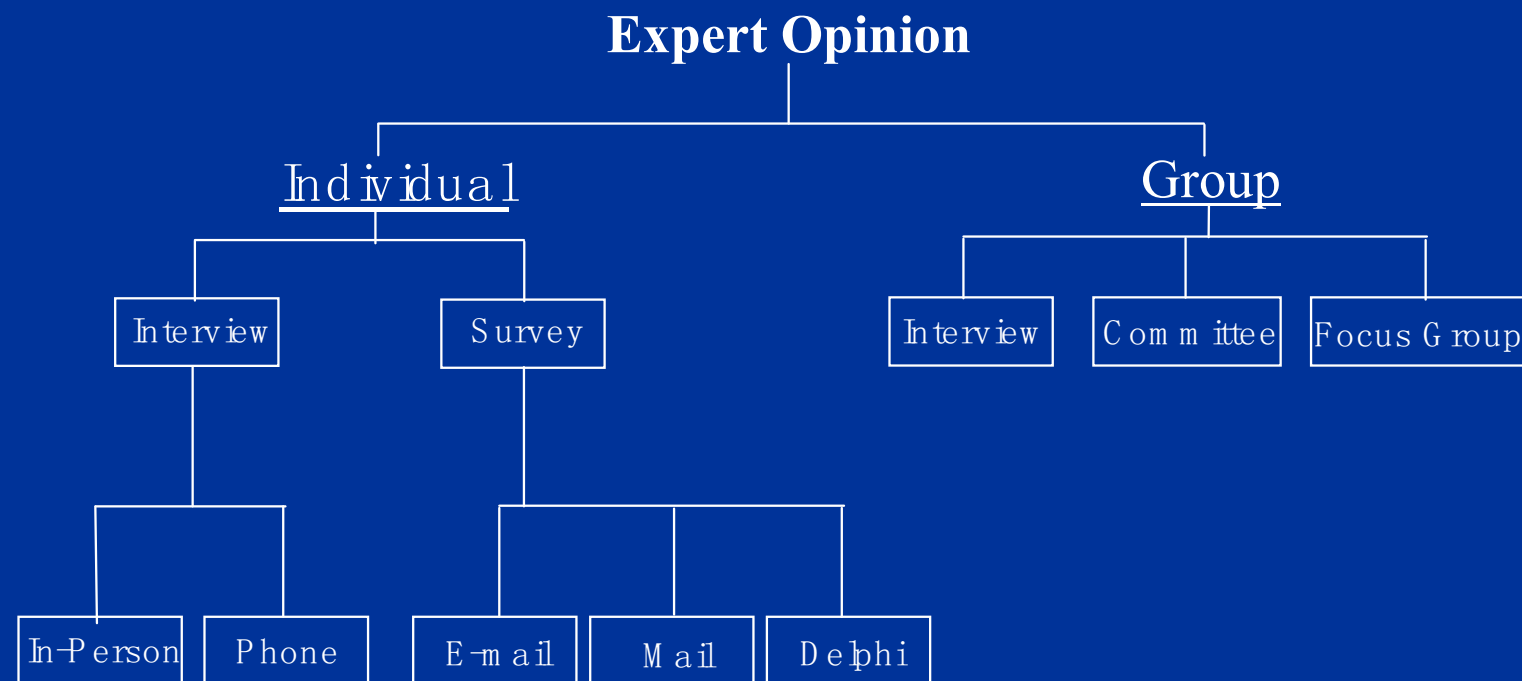 Expert Opinion
Individual
Group
Interview
Survey
Interview
Committee
Focus Group
In-Person
Phone
E-mail
Mail
Delphi